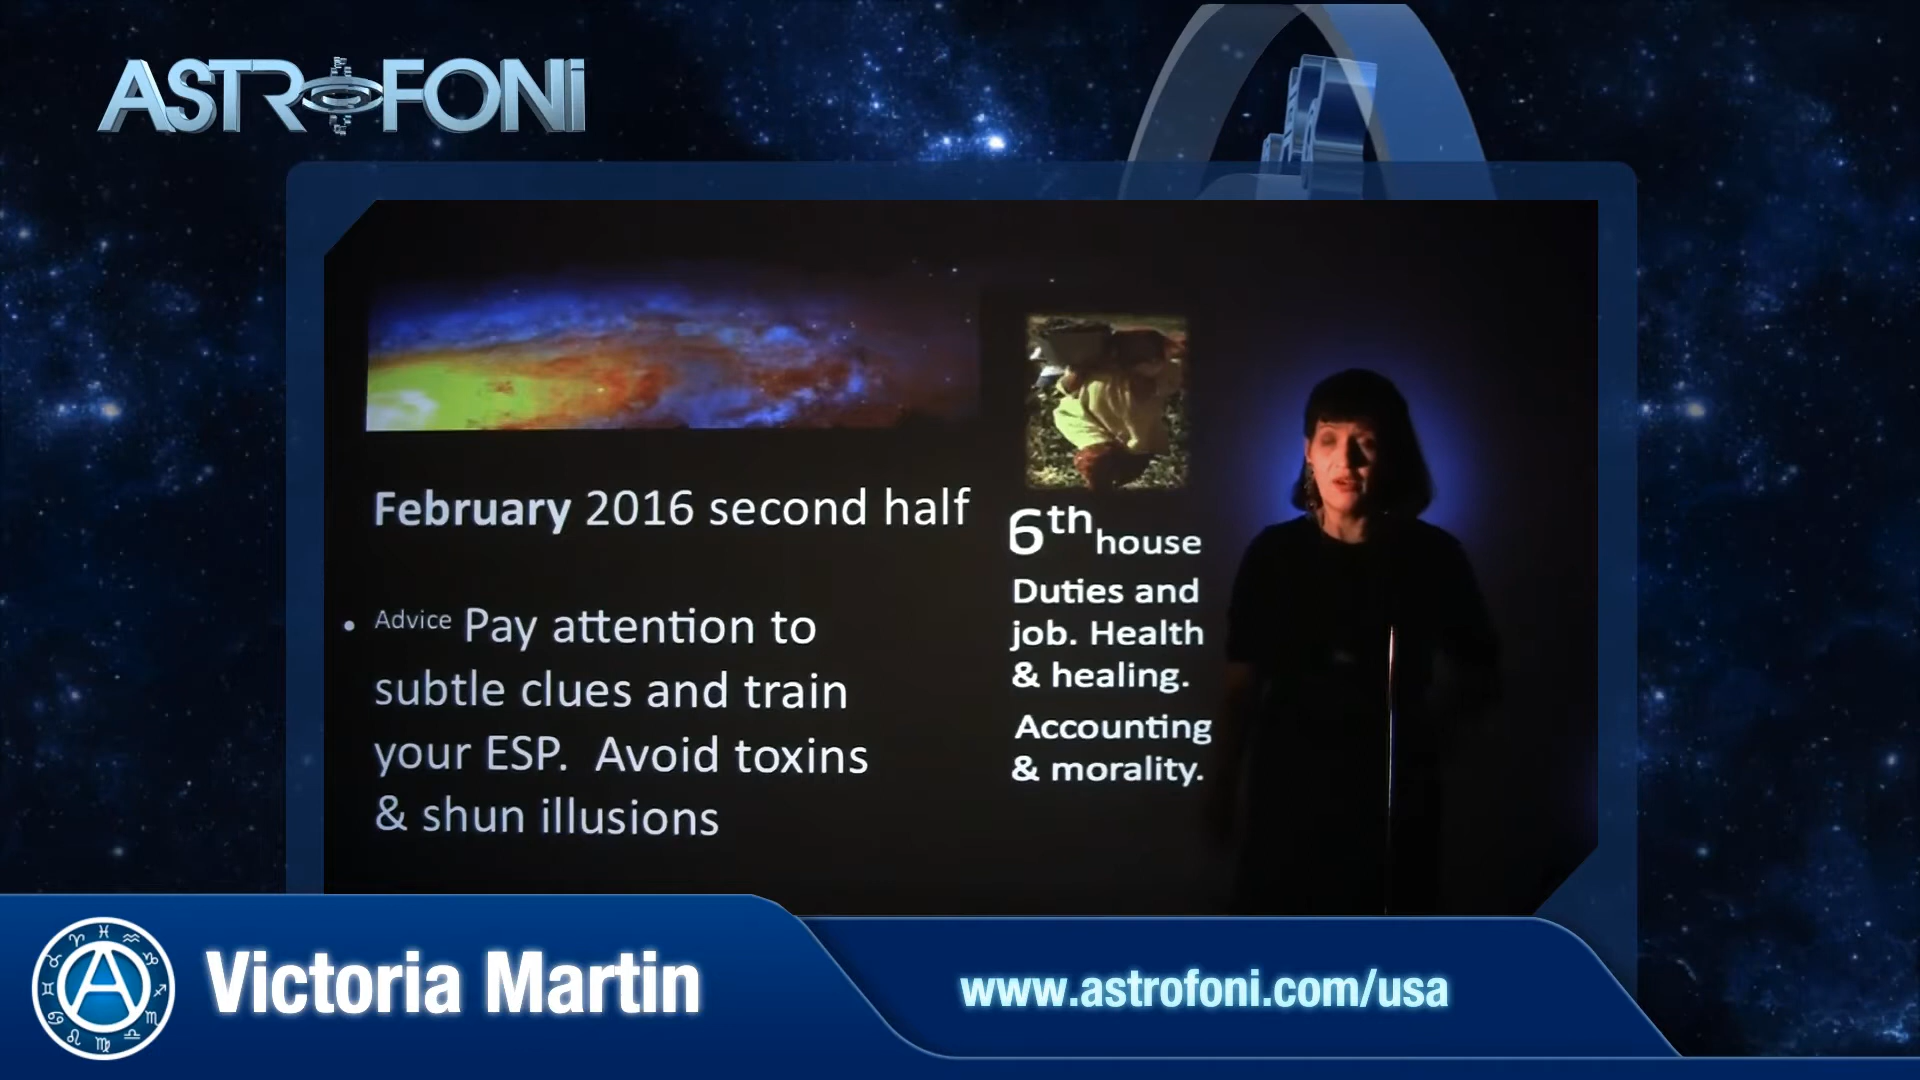 ASTROFONi
February 2016 second half
• Advice Pay attention to
subtle clues and train
your ESP.  Avoid toxins
& shun illusions
6th house
Duties and
job. Health
& healing.
Accounting
& morality.
Victoria Martin
www.astrofoni.com/usa